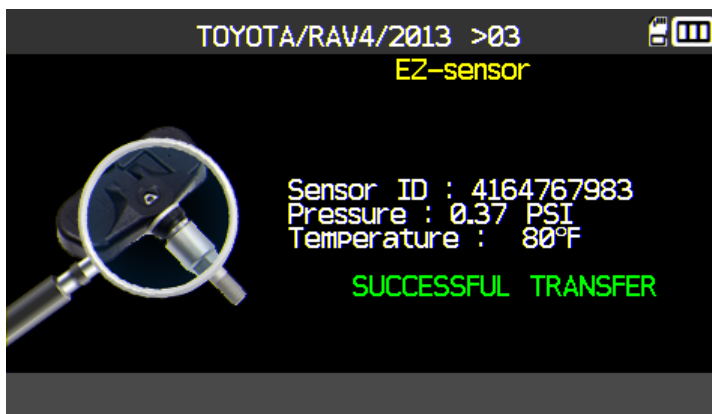 TOYOTA/RAV4/2013 >03
EZ-sensor
Sensor ID : 4164767983
Pressure : 0.37 PSI
Temperature : 80°F
SUCCESSFUL TRANSFER